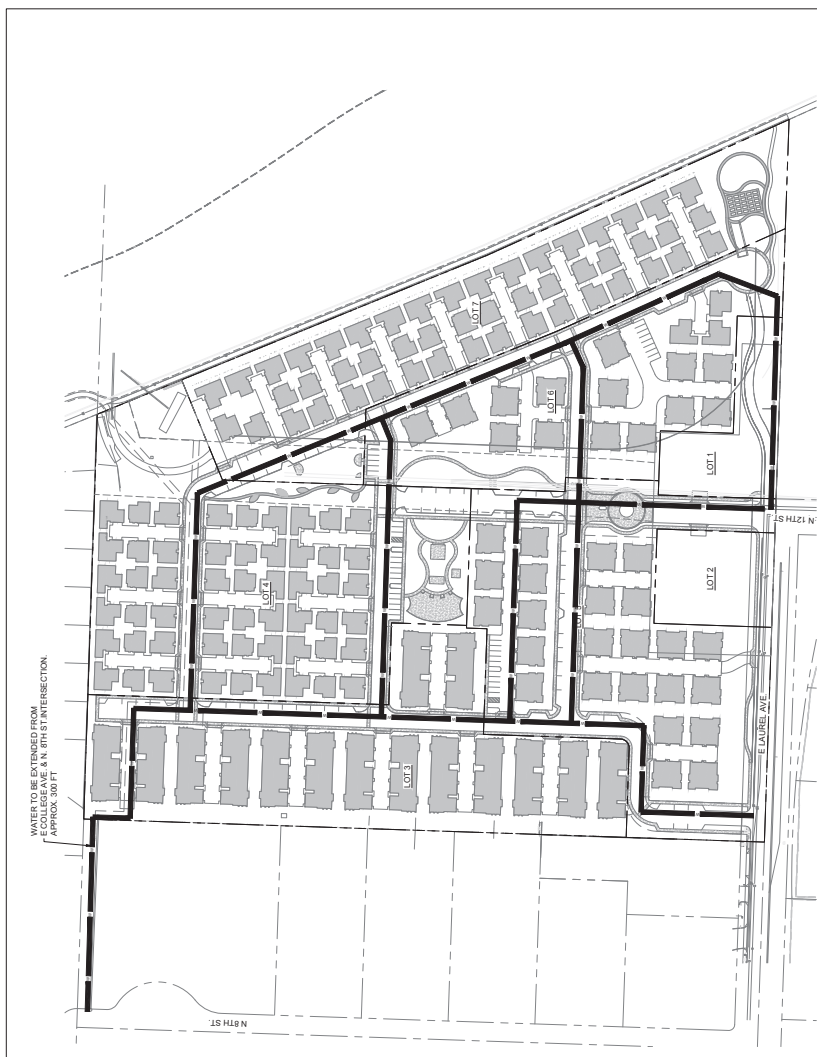 WATER TO BE EXTENDED FROM
E COLLEGE AVE. & N. 8TH ST. INTERSECTION.
APPROX. 300 FT
LOT 7
LOT 6
LOT 1
N. 12TH ST.
LOT 4
LOT 2
E LAUREL AVE.
LOT 3
N 8TH ST.